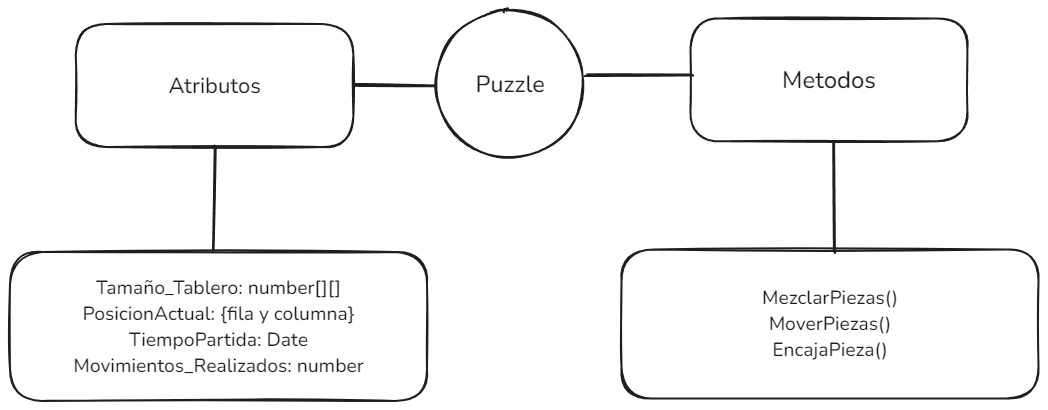 Atributos
Puzzle
Metodos
Tamaño_Tablero: number[][]
PosicionActual: {fila y columna}
TiempoPartida: Date
Movimientos_Realizados: number
MezclarPiezas()
MoverPiezas()
EncajaPieza()